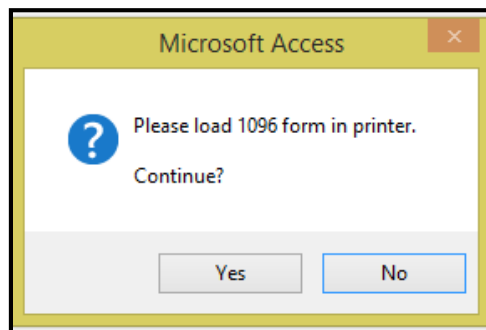 Microsoft Access
Please load 1096 form in printer.
Continue?
Yes
No